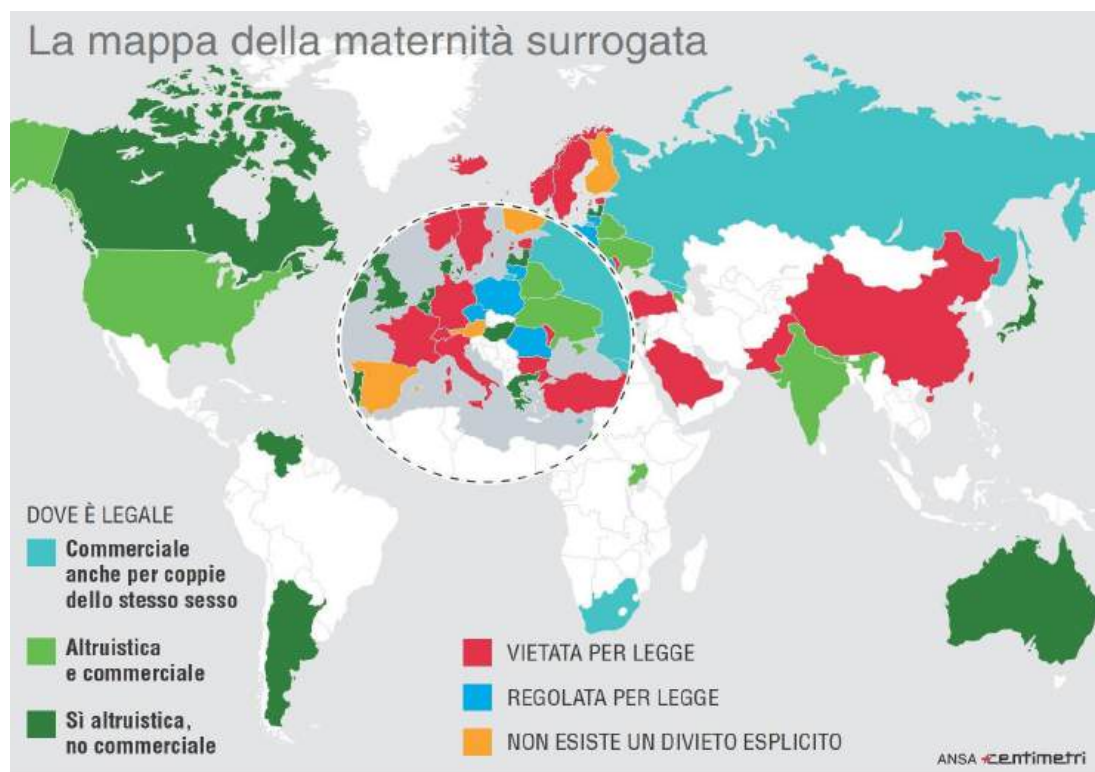 La mappa della maternità surrogata
DOVE È LEGALE
Commerciale
anche per coppie
dello stesso sesso
Altruistica
e commerciale
Sì altruistica,
no commerciale
VIETATA PER LEGGE
REGOLATA PER LEGGE
NON ESISTE UN DIVIETO ESPLICITO
ANSA centimetri